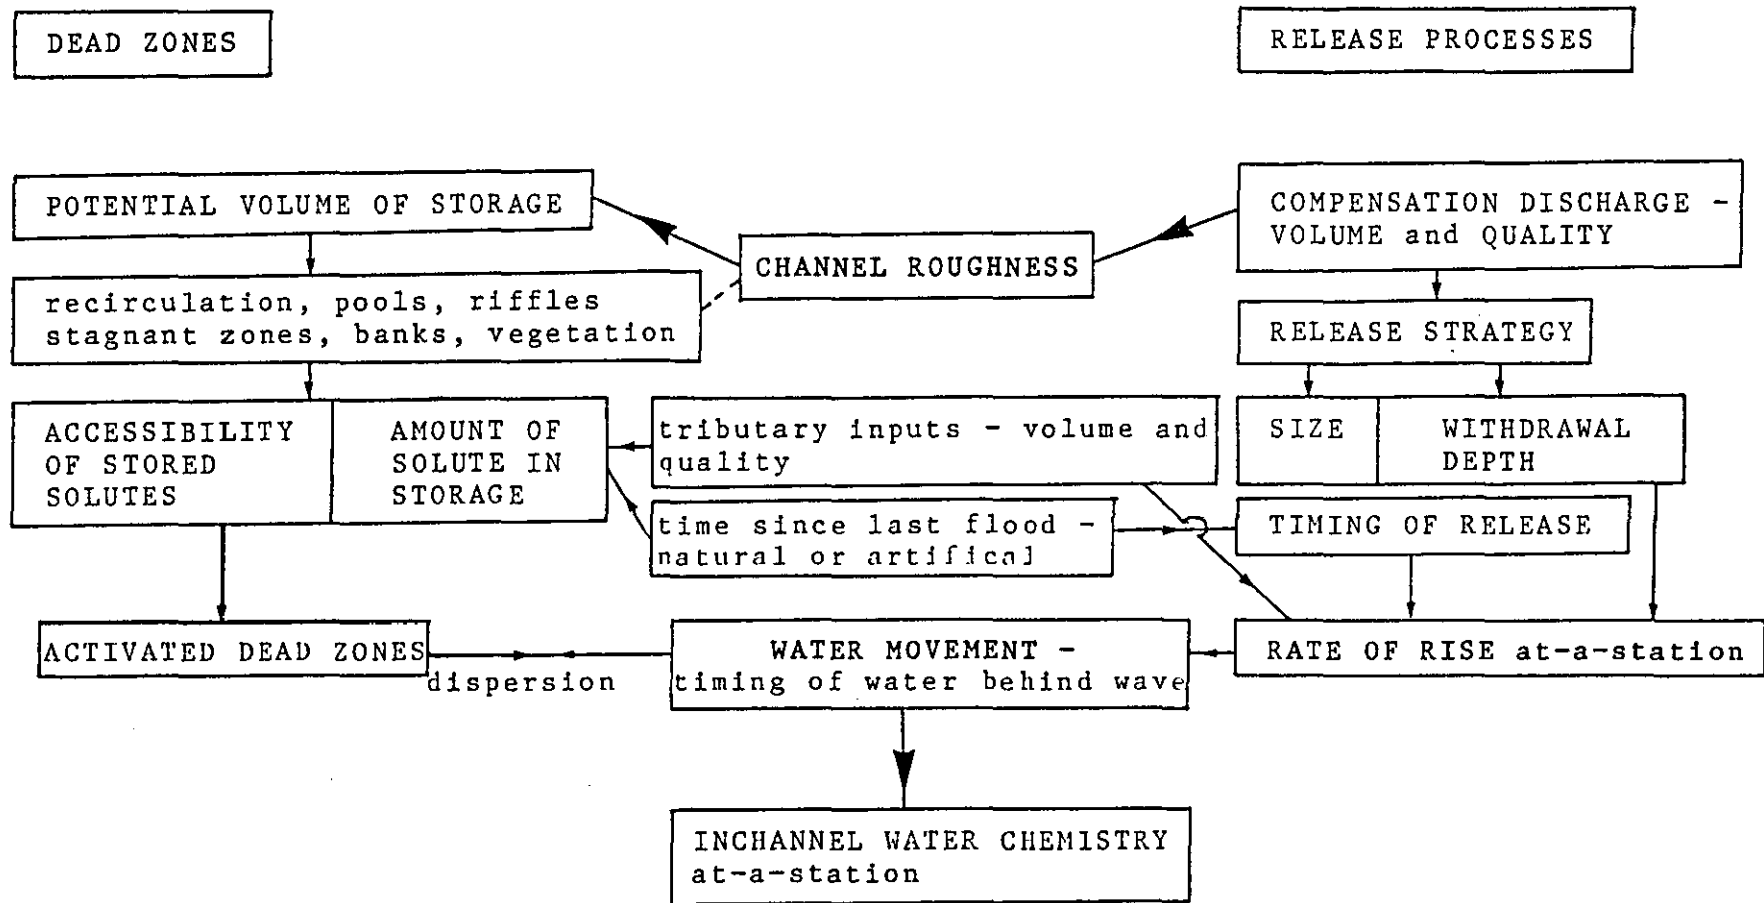 DEAD ZONES
RELEASE PROCESSES
POTENTIAL VOLUME OF STORAGE
COMPENSATION DISCHARGE -
VOLUME and QUALITY
CHANNEL ROUGHNESS
recirculation, pools, riffles
stagnant zones, banks, vegetation
RELEASE STRATEGY
ACCESSIBILITY
OF STORED
SOLUTES
AMOUNT OF
SOLUTE IN
STORAGE
tributary inputs - volume and
quality
SIZE
WITHDRAWAL
DEPTH
time since last flood -
natural or artifical
TIMING OF RELEASE
ACTIVATED DEAD ZONES
dispersion
WATER MOVEMENT -
timing of water behind wave
RATE OF RISE at-a-station
INCHANNEL WATER CHEMISTRY
at-a-station